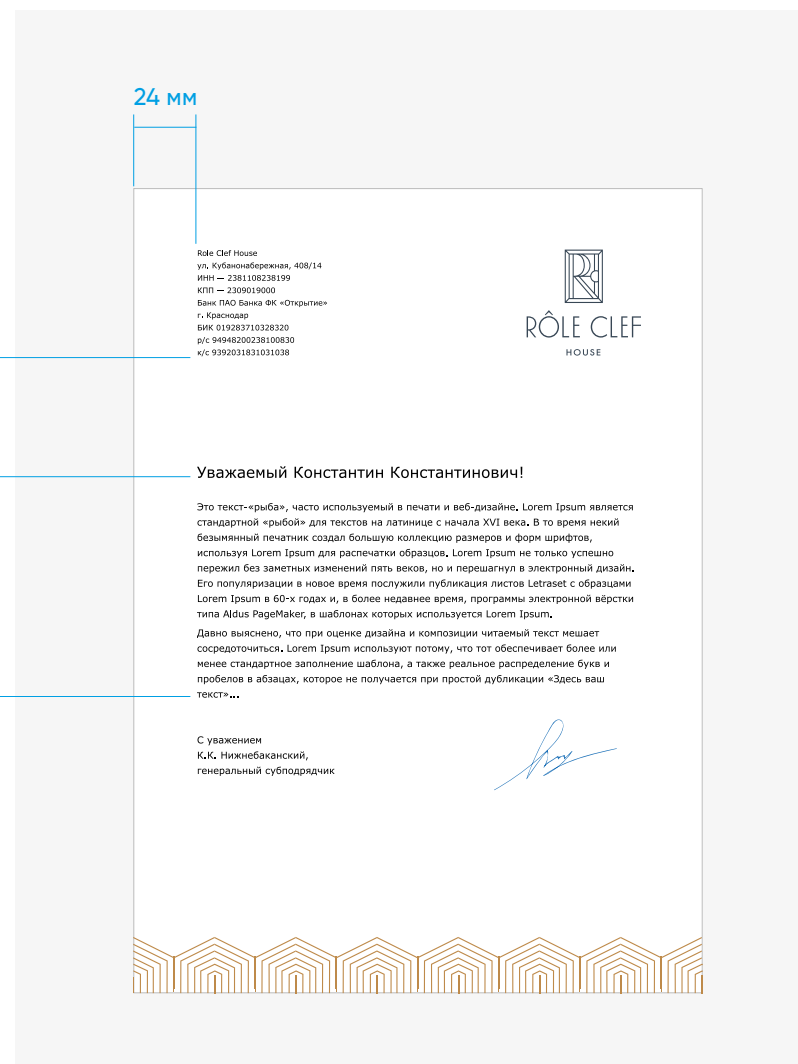 24 мм
Role Clef House
ул. Кубанонабережная, 408/14
ИНН — 2381108238199
КПП — 2309019000
Банк ПАО Банка ФК «Открытие»
г. Краснодар
БИК 019283710328320
р/с 94948200238100830
к/с 9392031831031038
RÔLE CLEF
HOUSE
Уважаемый Константин Константинович!
Это текст-«рыба», часто используемый в печати и веб-дизайне. Lorem Ipsum является
стандартной «рыбой» для текстов на латинице с начала XVI века. В то время некий
безымянный печатник создал большую коллекцию размеров и форм шрифтов,
используя Lorem Ipsum для распечатки образцов. Lorem Ipsum не только успешно
пережил без заметных изменений пять веков, но и перешагнул в электронный дизайн.
Его популяризации в новое время послужили публикация листов Letraset с образцами
Lorem Ipsum в 60-х годах и, в более недавнее время, программы электронной вёрстки
типа Aldus PageMaker, в шаблонах которых используется Lorem Ipsum.
Давно выяснено, что при оценке дизайна и композиции читаемый текст мешает
сосредоточиться. Lorem Ipsum используют потому, что тот обеспечивает более или
менее стандартное заполнение шаблона, а также реальное распределение букв и
пробелов в абзацах, которое не получается при простой дубликации «Здесь ваш
текст»...
С уважением
К.К. Нижнебаканский,
генеральный субподрядчик